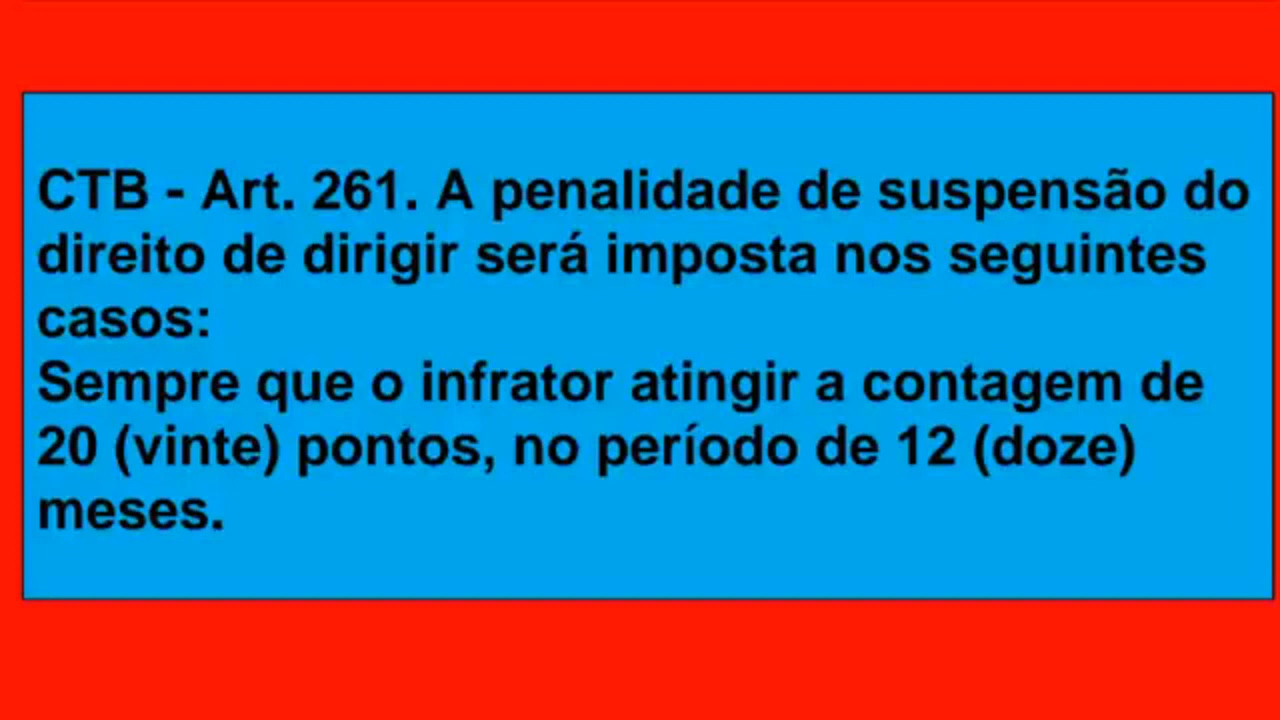 CTB - Art. 261. A penalidade de suspensão do
direito de dirigir será imposta nos seguintes
casos:
Sempre que o infrator atingir a contagem de
20 (vinte) pontos, no período de 12 (doze)
meses.